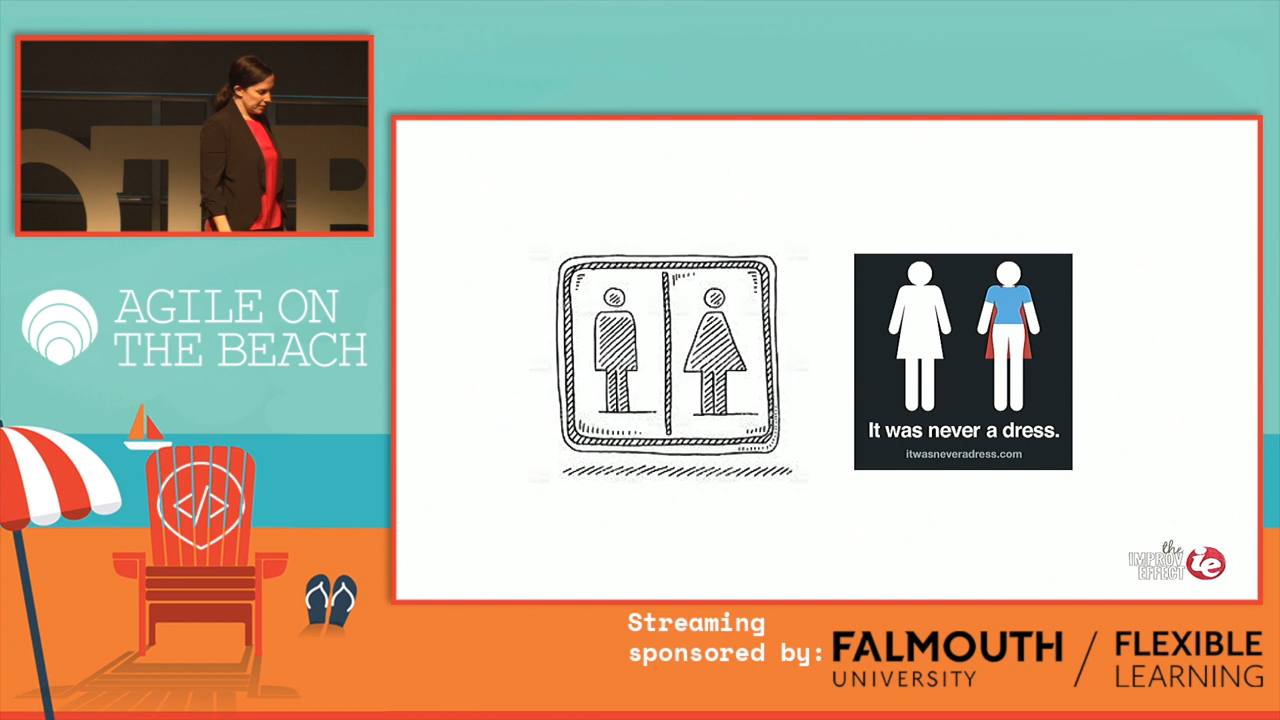 AGILE ON
THE BEACH
</>
It was never a dress.
itwasneveradress.com
the
IMPROV
EFFECT
ie
Streaming
sponsored by:
FALMOUTH
UNIVERSITY
/
FLEXIBLE
LEARNING